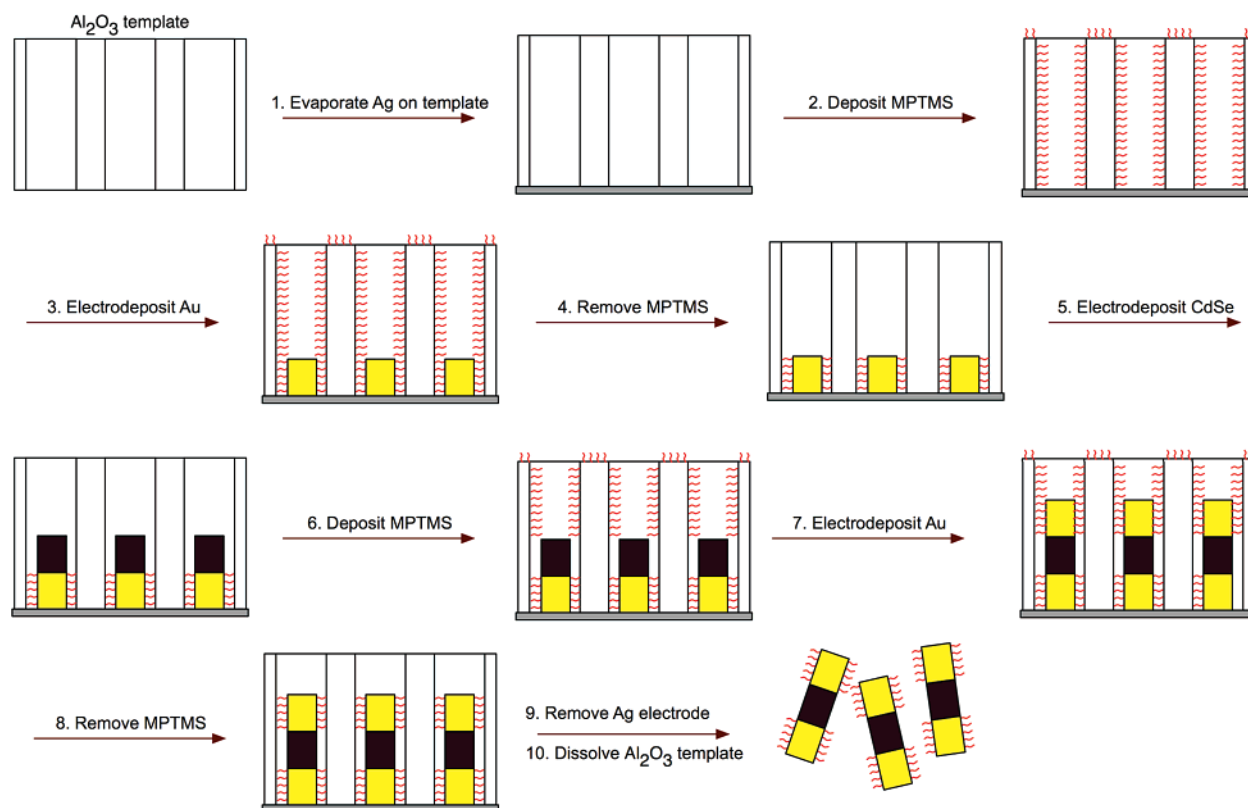 Al₂O₃ template
1. Evaporate Ag on template
2. Deposit MPTMS
3. Electrodeposit Au
4. Remove MPTMS
5. Electrodeposit CdSe
6. Deposit MPTMS
7. Electrodeposit Au
8. Remove MPTMS
9. Remove Ag electrode
10. Dissolve Al₂O₃ template